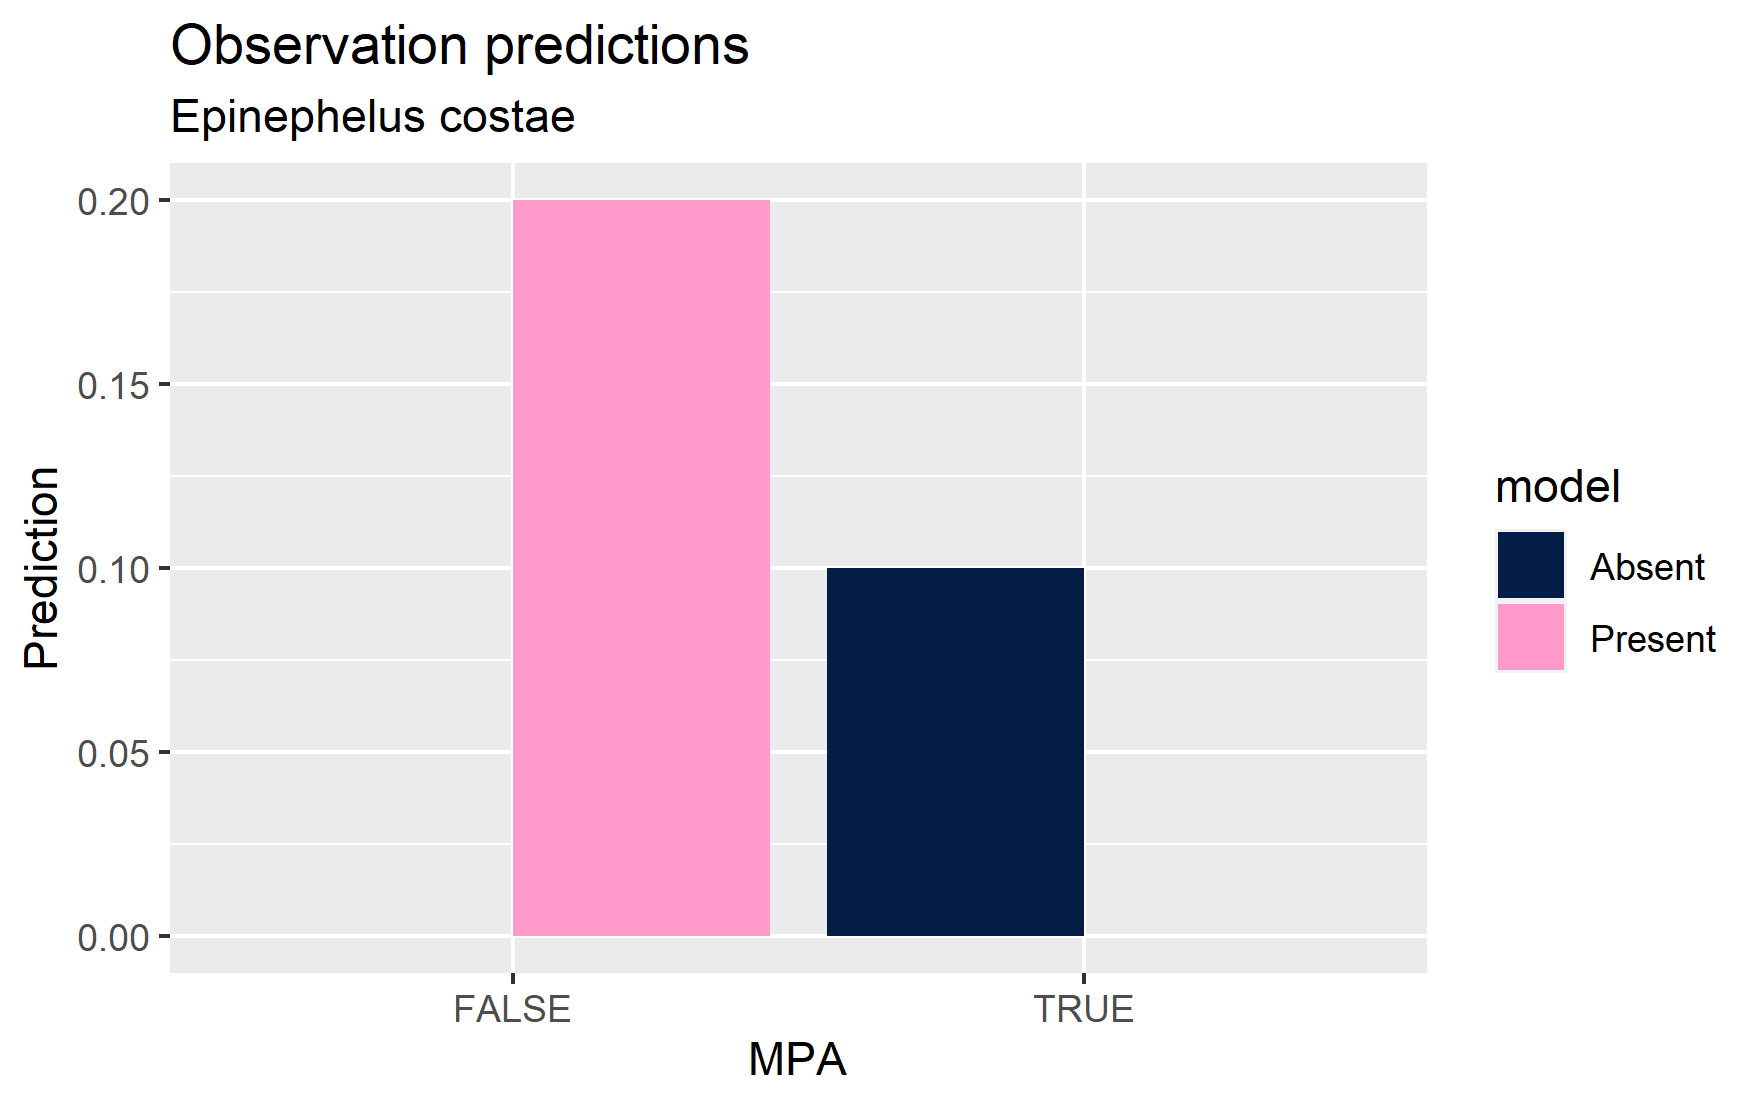 Observation predictions
Epinephelus costae
0.20
0.15
0.10
0.05
0.00
Prediction
FALSE
TRUE
MPA
model
Absent
Present